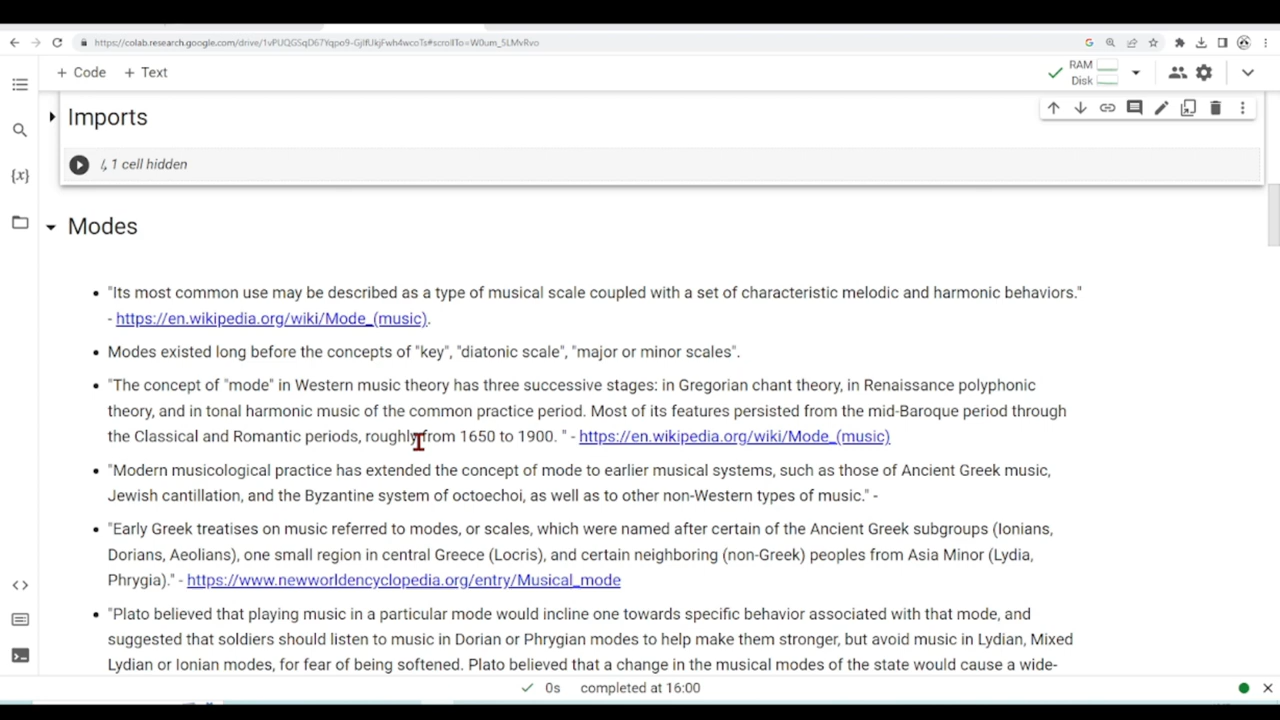 https://colab.research.google.com/drive/1vPUQGSqD67Yqpo9-GjlfUkjFwh4wcoTs#scrollTo=W0um_5LMvRvo
+ Code + Text
RAM
Disk
Imports
1 cell hidden
Modes
"Its most common use may be described as a type of musical scale coupled with a set of characteristic melodic and harmonic behaviors."
- https://en.wikipedia.org/wiki/Mode_(music).
Modes existed long before the concepts of "key", "diatonic scale", "major or minor scales".
"The concept of "mode" in Western music theory has three successive stages: in Gregorian chant theory, in Renaissance polyphonic
theory, and in tonal harmonic music of the common practice period. Most of its features persisted from the mid-Baroque period through
the Classical and Romantic periods, roughly from 1650 to 1900. " - https://en.wikipedia.org/wiki/Mode_(music)
"Modern musicological practice has extended the concept of mode to earlier musical systems, such as those of Ancient Greek music,
Jewish cantillation, and the Byzantine system of octoechoi, as well as to other non-Western types of music." -
"Early Greek treatises on music referred to modes, or scales, which were named after certain of the Ancient Greek subgroups (Ionians,
Dorians, Aeolians), one small region in central Greece (Locris), and certain neighboring (non-Greek) peoples from Asia Minor (Lydia,
Phrygia)." - https://www.newworldencyclopedia.org/entry/Musical_mode
"Plato believed that playing music in a particular mode would incline one towards specific behavior associated with that mode, and
suggested that soldiers should listen to music in Dorian or Phrygian modes to help make them stronger, but avoid music in Lydian, Mixed
Lydian or Ionian modes, for fear of being softened. Plato believed that a change in the musical modes of the state would cause a wide-
0s completed at 16:00